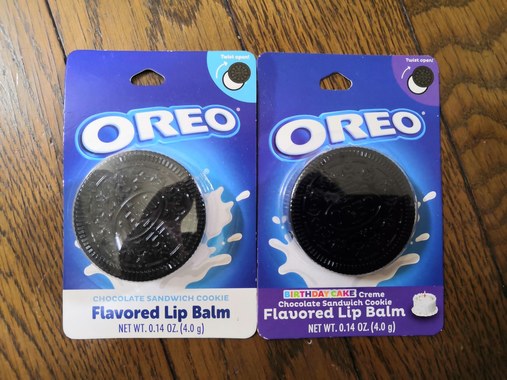 Twist open!
OREO
CHOCOLATE SANDWICH COOKIE
Flavored Lip Balm
NET WT. 0.14 OZ. (4.0 g)
Twist open!
OREO
BIRTHDAY CAKE Creme
Chocolate Sandwich Cookie
Flavored Lip Balm
NET WT. 0.14 OZ. (4.0 g)